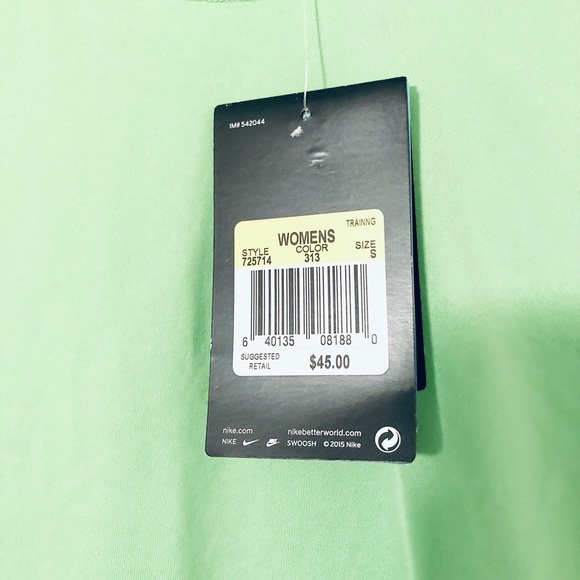 IM# 542044
TRAINNG
WOMENS
STYLE COLOR SIZE
725714 313 S
6 40135 08188 0
SUGGESTED RETAIL $45.00
nike.com nikebetterworld.com
NIKE SWOOSH © 2015 Nike